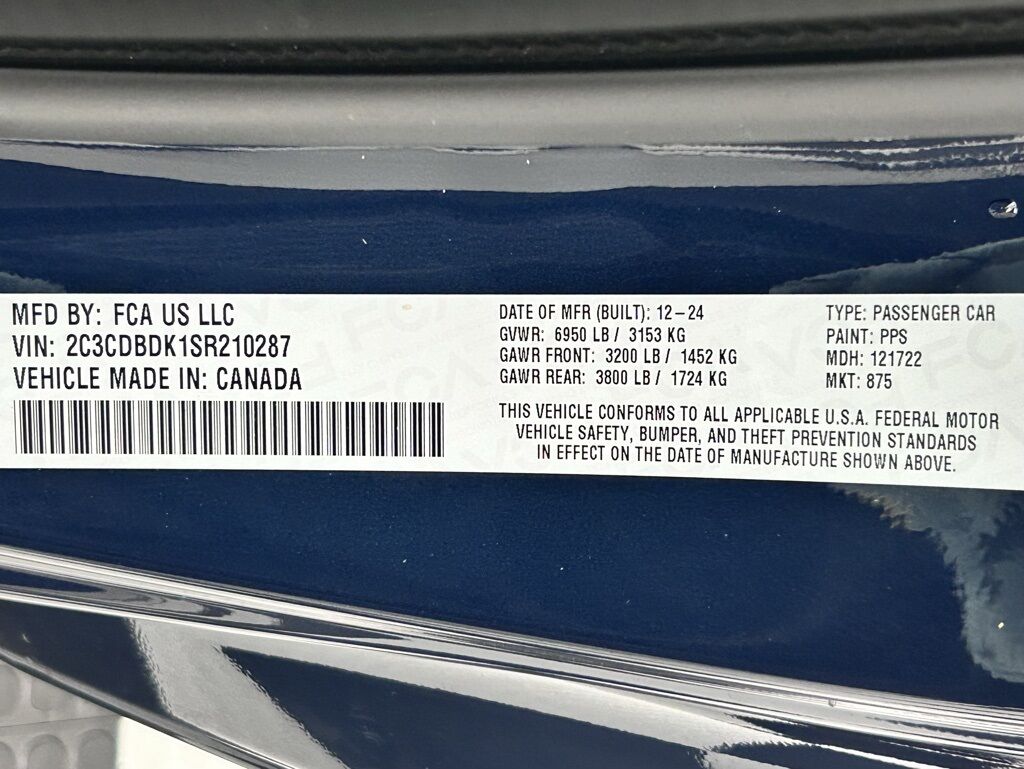 MFD BY: FCA US LLC
VIN: 2C3CDBDK1SR210287
VEHICLE MADE IN: CANADA
DATE OF MFR (BUILT): 12-24
GVWR: 6950 LB / 3153 KG
GAWR FRONT: 3200 LB / 1452 KG
GAWR REAR: 3800 LB / 1724 KG
TYPE: PASSENGER CAR
PAINT: PPS
MDH: 121722
MKT: 875
THIS VEHICLE CONFORMS TO ALL APPLICABLE U.S.A. FEDERAL MOTOR
VEHICLE SAFETY, BUMPER, AND THEFT PREVENTION STANDARDS
IN EFFECT ON THE DATE OF MANUFACTURE SHOWN ABOVE.